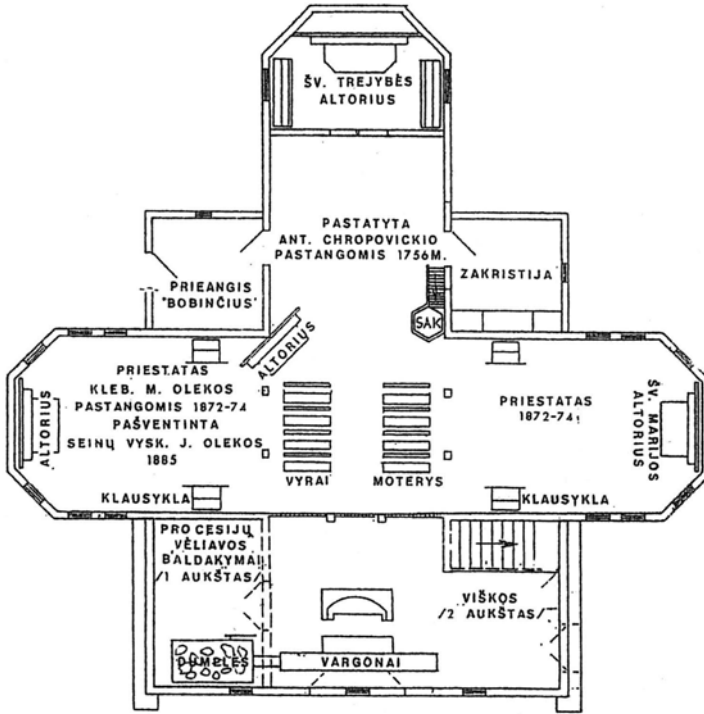 ŠV. TREJYBĖS
ALTORIUS
PASTATYTA
ANT. CHROPOVICKIO
PASTANGOMIS 1756M.
PRIEANGIS
"BOBINČIUS"
ZAKRISTIJA
SAK
ALTORIUS
PRIESTATAS
KLEB. M. OLEKOS
PASTANGOMIS 1872-74
PAŠVENTINTA
SEINŲ VYSK. J. OLEKOS
1885
ALTORIUS
PRIESTATAS
1872-74
ŠV. MARIJOS
ALTORIUS
VYRAI
MOTERYS
KLAUSYKLA
KLAUSYKLA
PROCESIJŲ
VĖLIAVOS
BALDAKYMAI
/1 AUKŠTAS/
VIŠKOS
/2 AUKŠTAS/
DUMPLĖS
VARGONAI